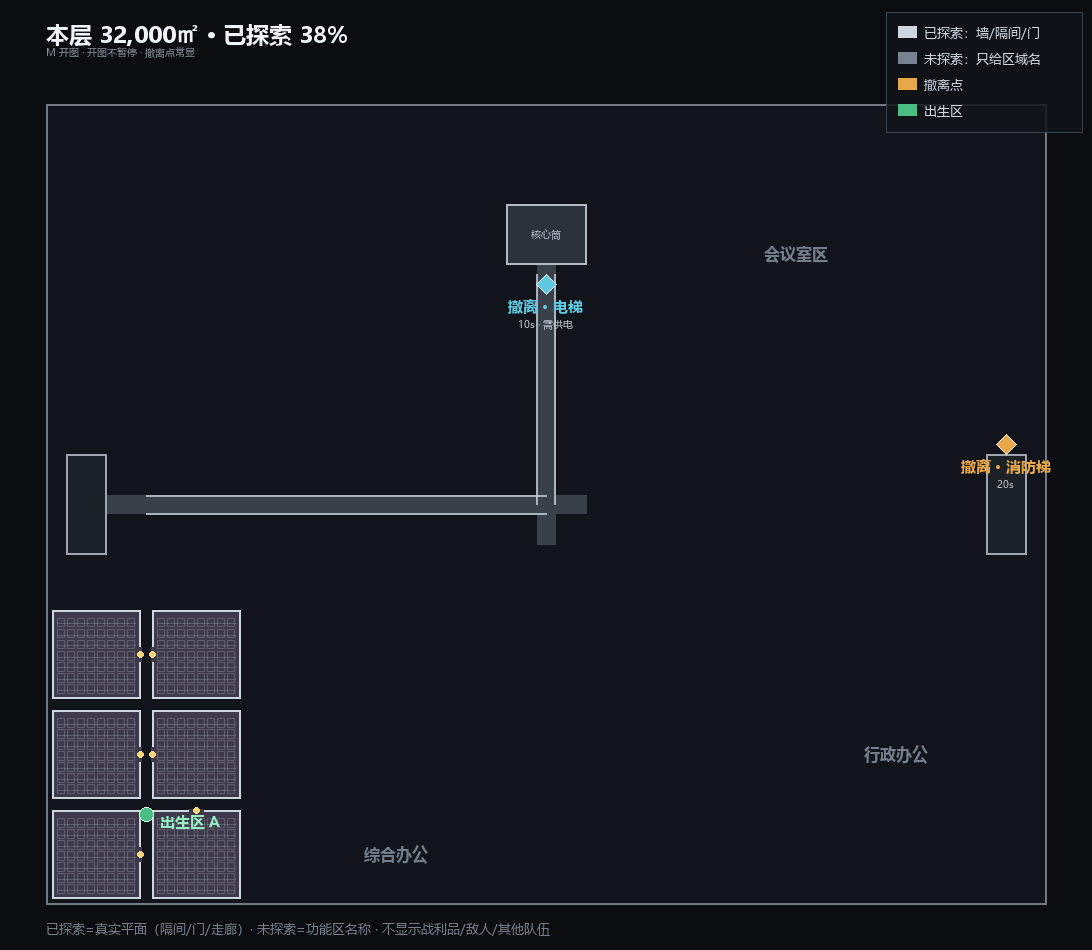 本层 32,000㎡ · 已探索 38%
M 开图 · 开图不暂停 · 撤离点常显
已探索：墙/隔间/门
未探索：只给区域名
撤离点
出生区
核心筒
会议室区
撤离 · 电梯
10s · 需供电
撤离 · 消防梯
20s
行政办公
出生区 A
综合办公
已探索=真实平面（隔间/门/走廊）· 未探索=功能区名称 · 不显示战利品/敌人/其他队伍